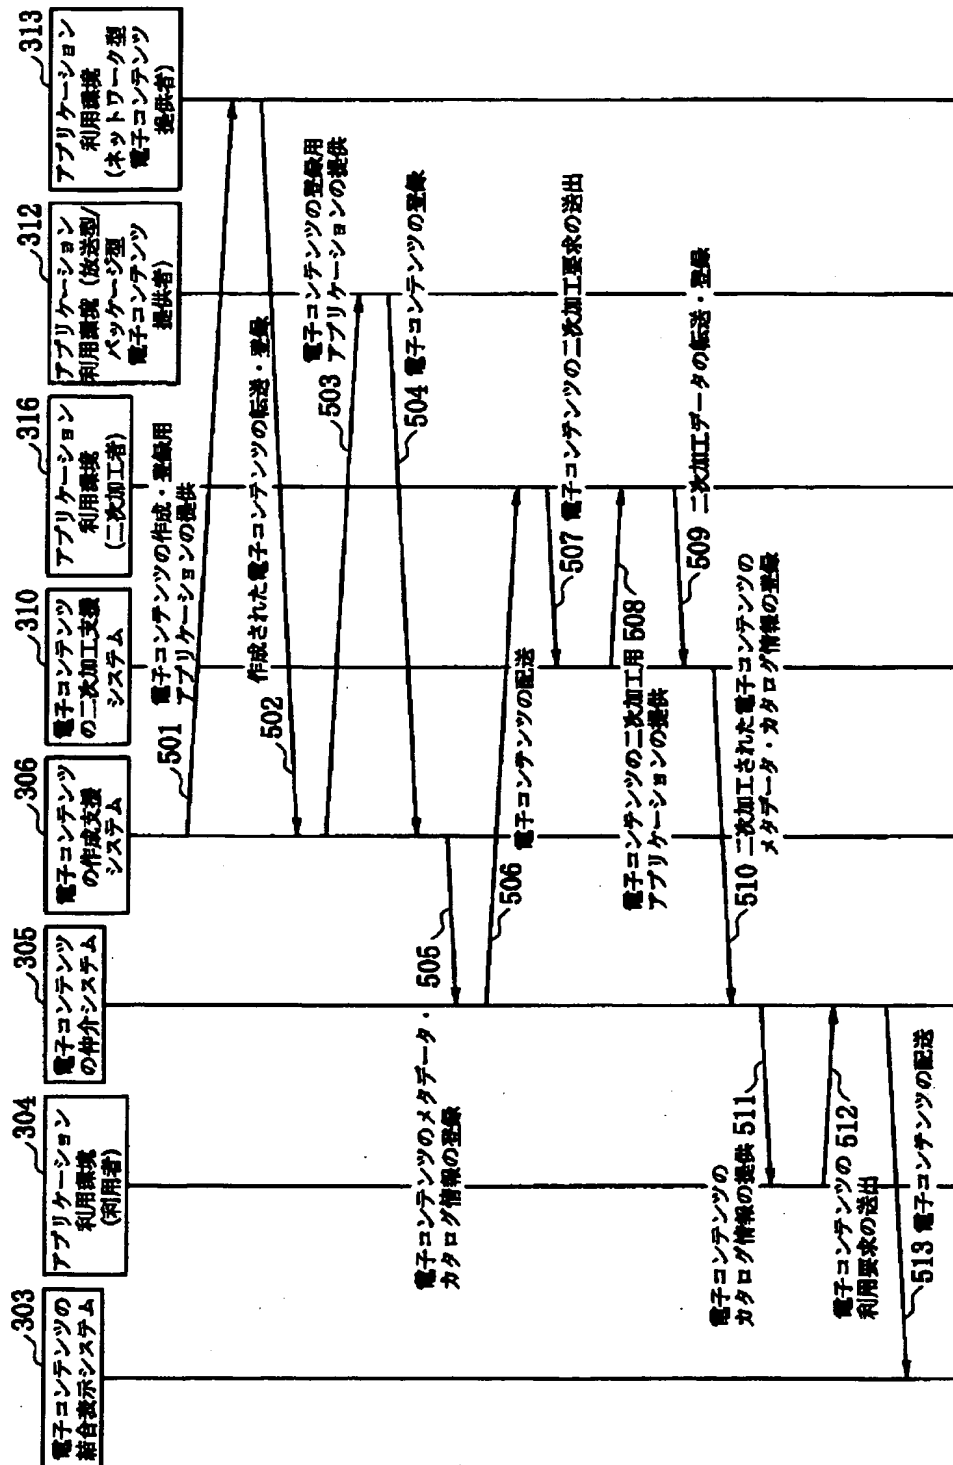 303
電子コンテンツの
結合表示システム
304
アプリケーション
利用環境
(利用者)
305
電子コンテンツ
の仲介システム
306
電子コンテンツ
の作成支援
システム
310
電子コンテンツ
の二次加工支援
システム
316
アプリケーション
利用環境
(二次加工者)
312
アプリケーション
利用環境 (放送型/
パッケージ型
電子コンテンツ
提供者)
313
アプリケーション
利用環境
(ネットワーク型
電子コンテンツ
提供者)
501 電子コンテンツの作成・登録用
アプリケーションの提供
502
作成された電子コンテンツの転送・登録
503
電子コンテンツの登録用
アプリケーションの提供
504 電子コンテンツの登録
電子コンテンツのメタデータ・
カタログ情報の登録
505
506 電子コンテンツの配送
507 電子コンテンツの二次加工要求の送出
電子コンテンツの二次加工用 508
アプリケーションの提供
509 二次加工データの転送・登録
510 二次加工された電子コンテンツの
メタデータ・カタログ情報の登録
電子コンテンツの
カタログ情報の提供 511
電子コンテンツの 512
利用要求の送出
513 電子コンテンツの配送